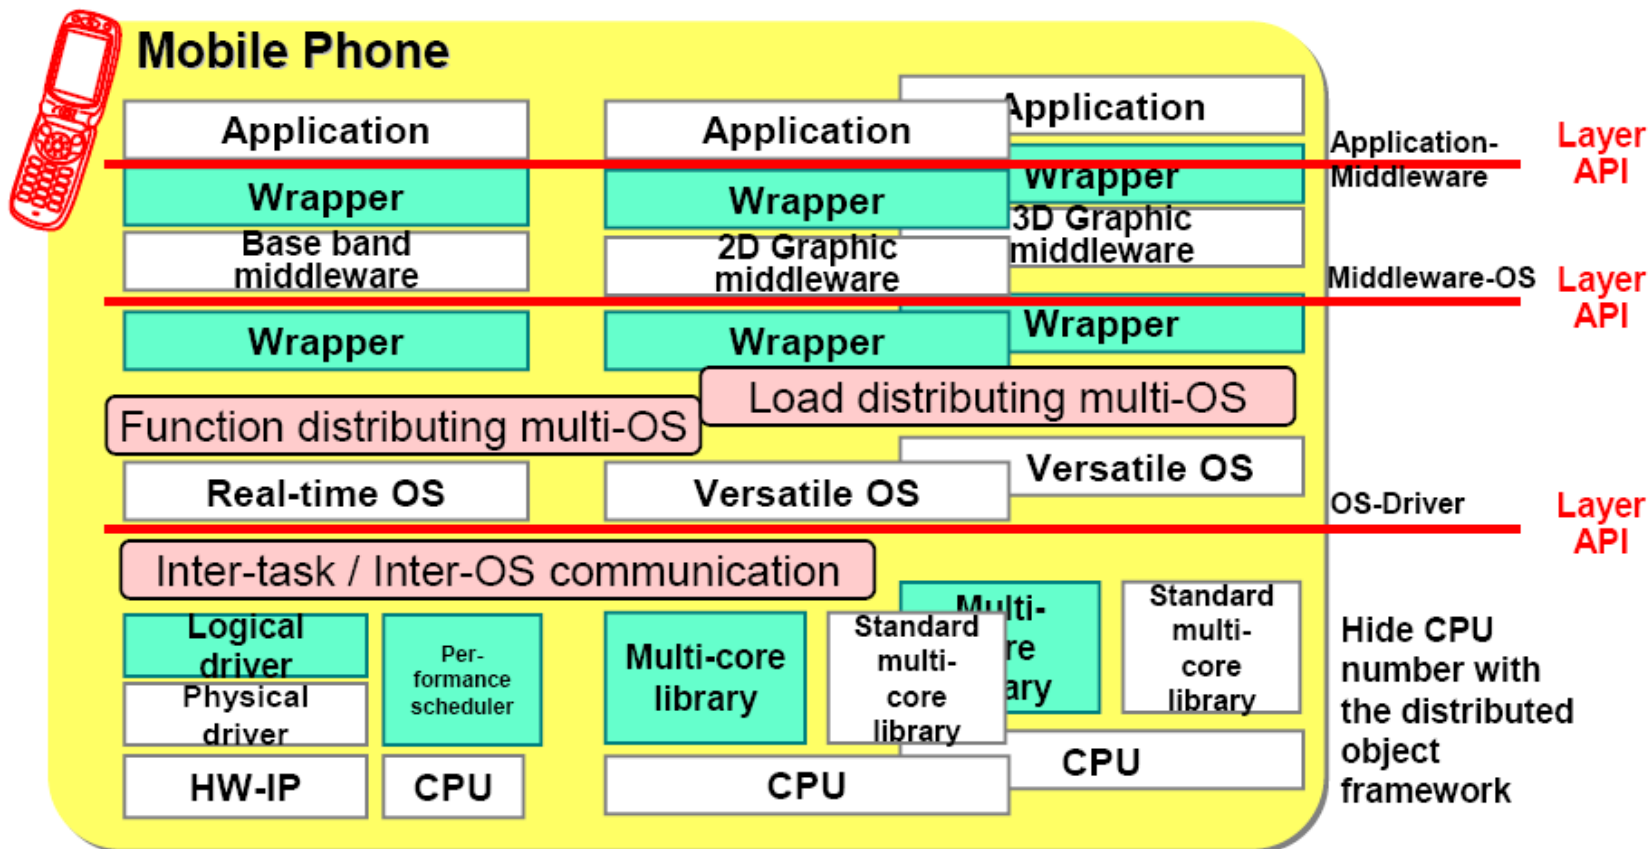 Mobile Phone
Application
Application
Application
Application-
Middleware
Layer
API
Wrapper
Wrapper
Wrapper
Base band
middleware
2D Graphic
middleware
3D Graphic
middleware
Middleware-OS
Layer
API
Wrapper
Wrapper
Wrapper
Function distributing multi-OS
Load distributing multi-OS
Real-time OS
Versatile OS
Versatile OS
OS-Driver
Layer
API
Inter-task / Inter-OS communication
Logical
driver
Physical
driver
HW-IP
Per-
formance
scheduler
CPU
Multi-core
library
Standard
multi-
core
library
CPU
Multi-
re
ary
Standard
multi-
core
library
CPU
Hide CPU
number with
the distributed
object
framework